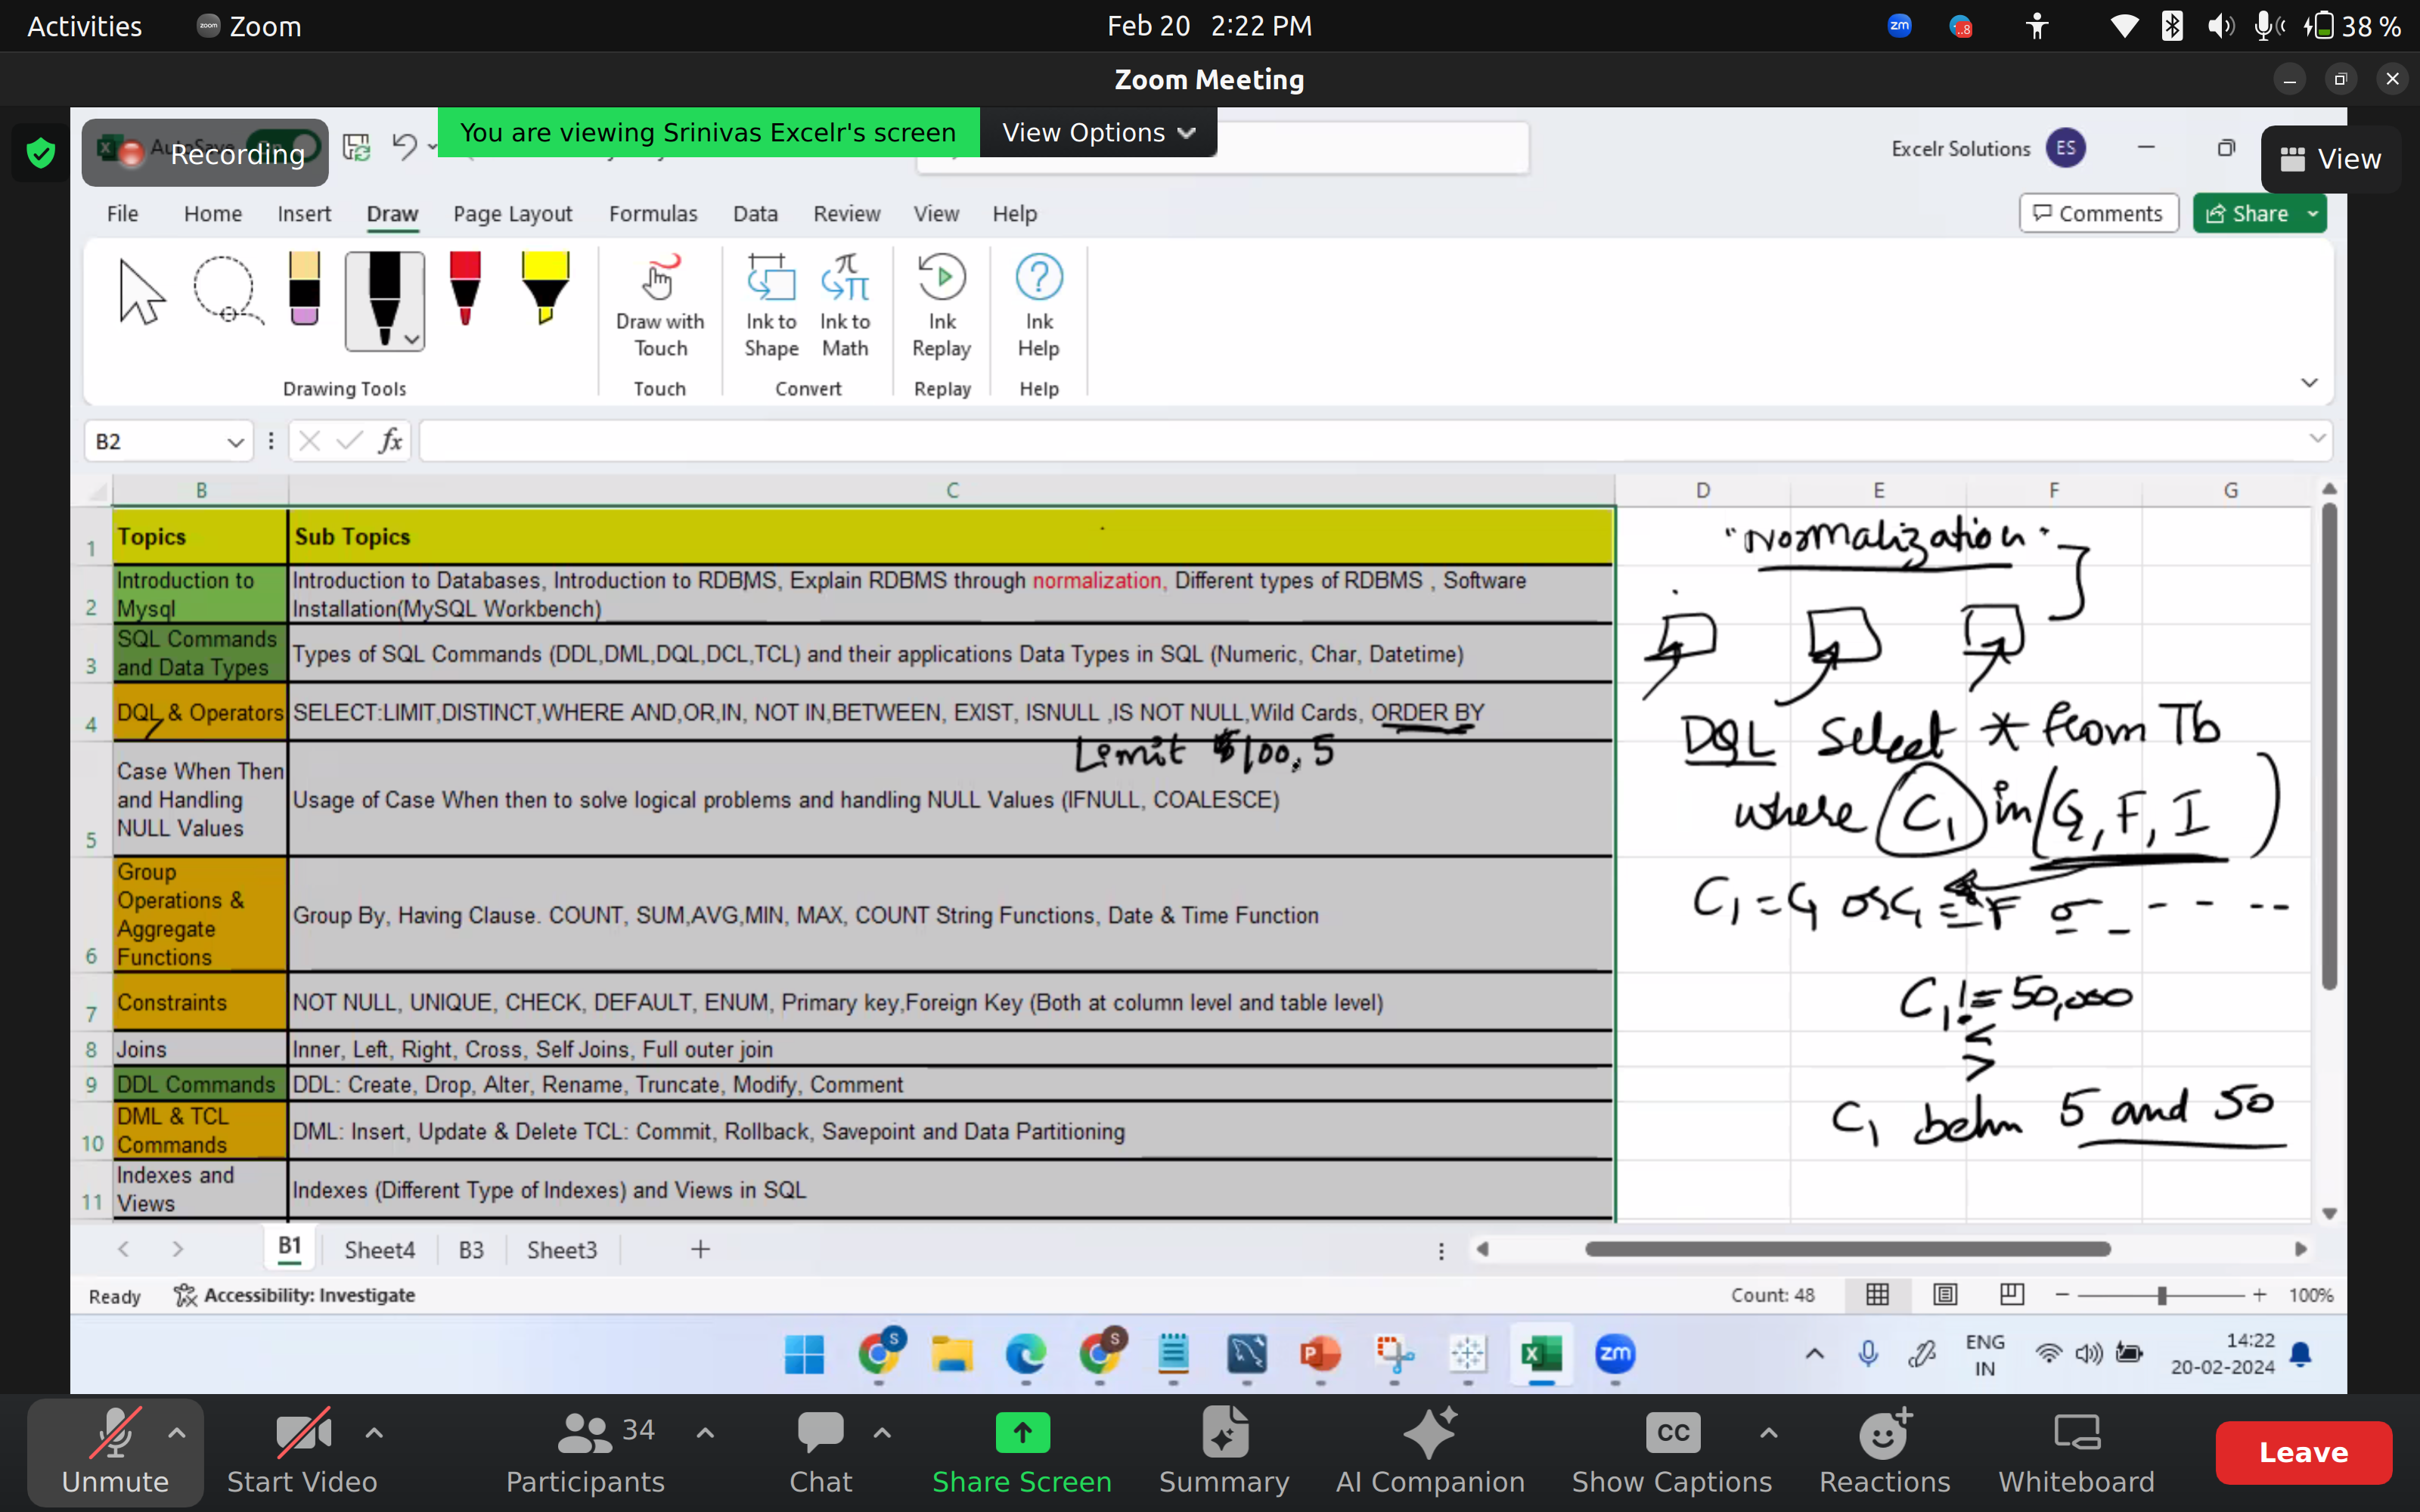 Activities Zoom Feb 20 2:22 PM 38 %
Zoom Meeting
Recording You are viewing Srinivas Excelr's screen View Options Excelr Solutions ES View
File Home Insert Draw Page Layout Formulas Data Review View Help Comments Share
Draw with Touch Ink to Shape Ink to Math Ink Replay Ink Help
Drawing Tools Touch Convert Replay Help
B2 fx
B C D E F G
1 Topics Sub Topics
2 Introduction to Mysql Introduction to Databases, Introduction to RDBMS, Explain RDBMS through normalization, Different types of RDBMS , Software
Installation(MySQL Workbench)
3 SQL Commands and Data Types Types of SQL Commands (DDL,DML,DQL,DCL,TCL) and their applications Data Types in SQL (Numeric, Char, Datetime)
4 DQL & Operators SELECT:LIMIT,DISTINCT,WHERE AND,OR,IN, NOT IN,BETWEEN, EXIST, ISNULL ,IS NOT NULL,Wild Cards, ORDER BY
Limit 100, 5
5 Case When Then and Handling NULL Values Usage of Case When then to solve logical problems and handling NULL Values (IFNULL, COALESCE)
6 Group Operations & Aggregate Functions Group By, Having Clause. COUNT, SUM,AVG,MIN, MAX, COUNT String Functions, Date & Time Function
7 Constraints NOT NULL, UNIQUE, CHECK, DEFAULT, ENUM, Primary key,Foreign Key (Both at column level and table level)
8 Joins Inner, Left, Right, Cross, Self Joins, Full outer join
9 DDL Commands DDL: Create, Drop, Alter, Rename, Truncate, Modify, Comment
10 DML & TCL Commands DML: Insert, Update & Delete TCL: Commit, Rollback, Savepoint and Data Partitioning
11 Indexes and Views Indexes (Different Type of Indexes) and Views in SQL
"Normalization"
DQL Select * from Tb
where C1 in (G, F, I )
C1 = G or C1 = F or - - - -
C1 != 50,000
<
>
C1 5 and 50
B1 Sheet4 B3 Sheet3 +
Ready Accessibility: Investigate Count: 48 100%
ENG IN 14:22
20-02-2024
Unmute Start Video Participants 34 Chat Share Screen Summary AI Companion CC Show Captions Reactions Whiteboard Leave